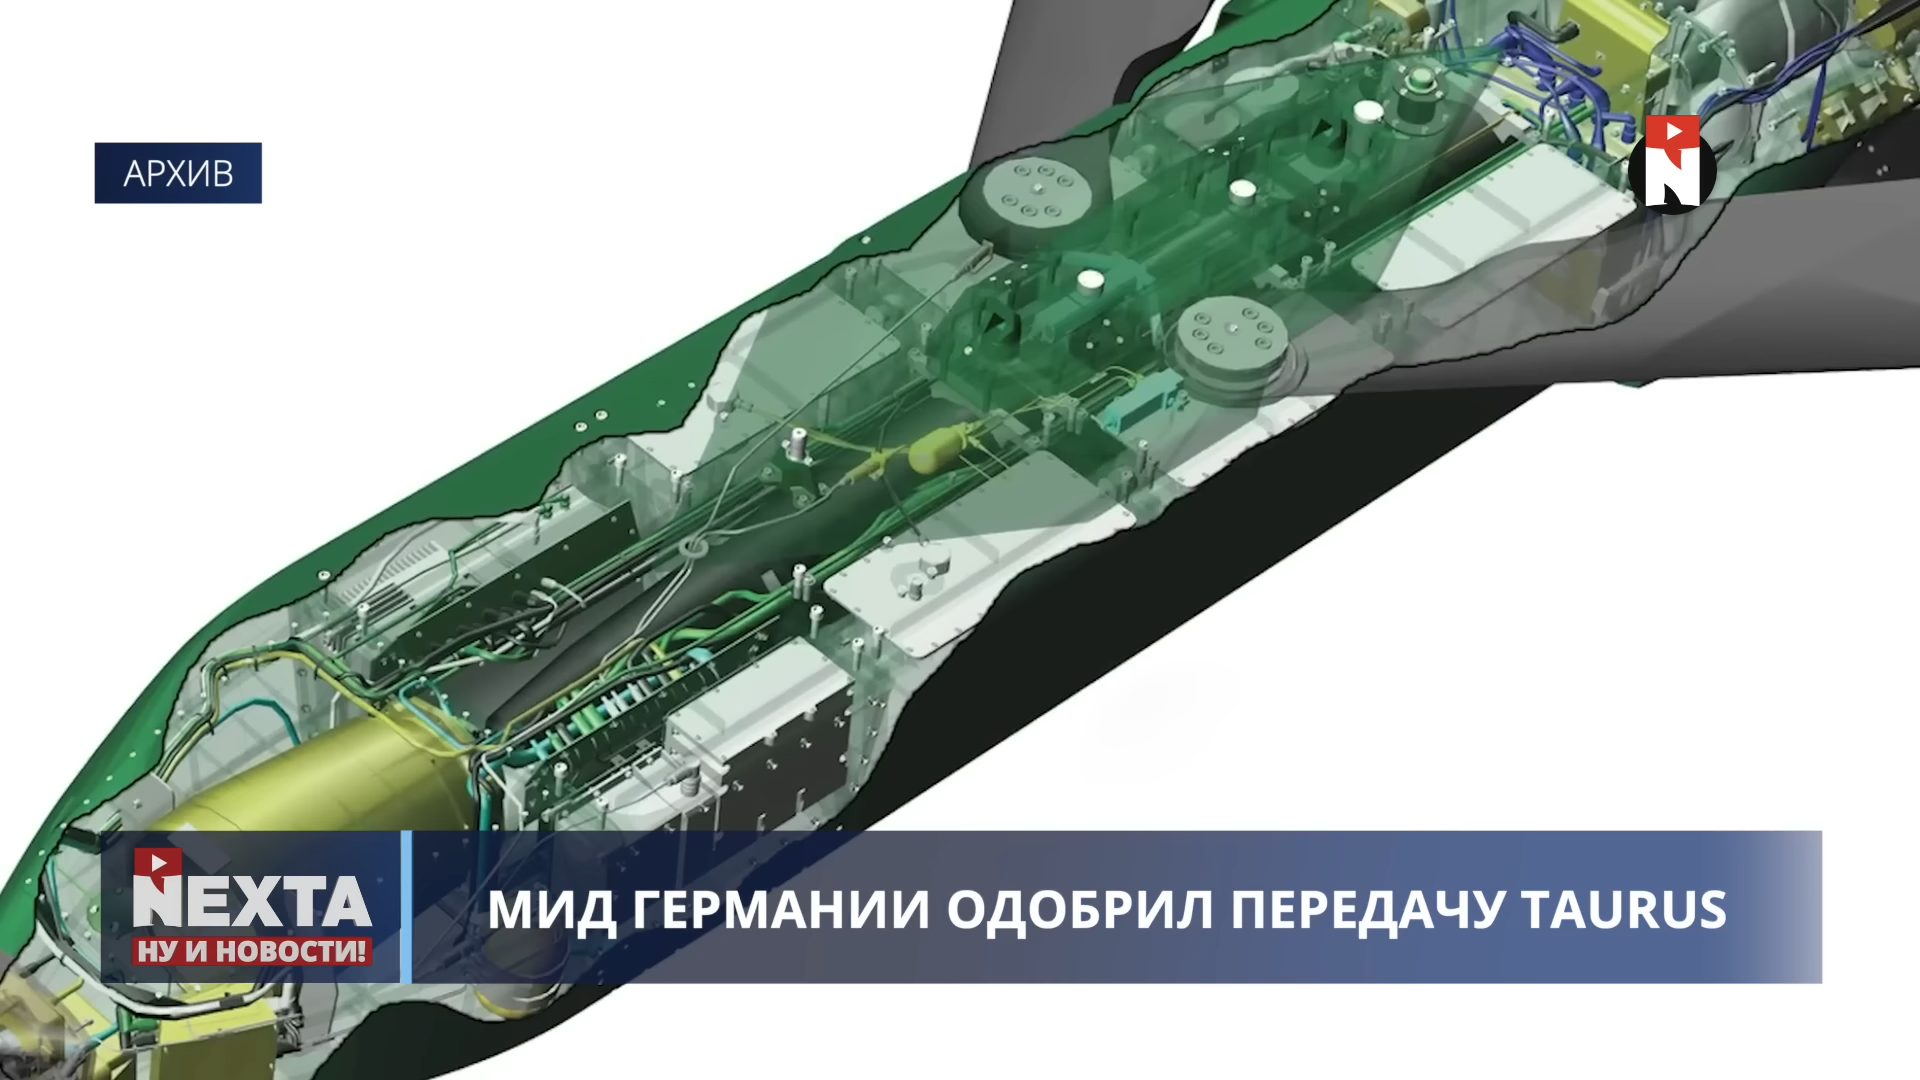 АРХИВ
N
NEXTA
НУ И НОВОСТИ!
МИД ГЕРМАНИИ ОДОБРИЛ ПЕРЕДАЧУ TAURUS